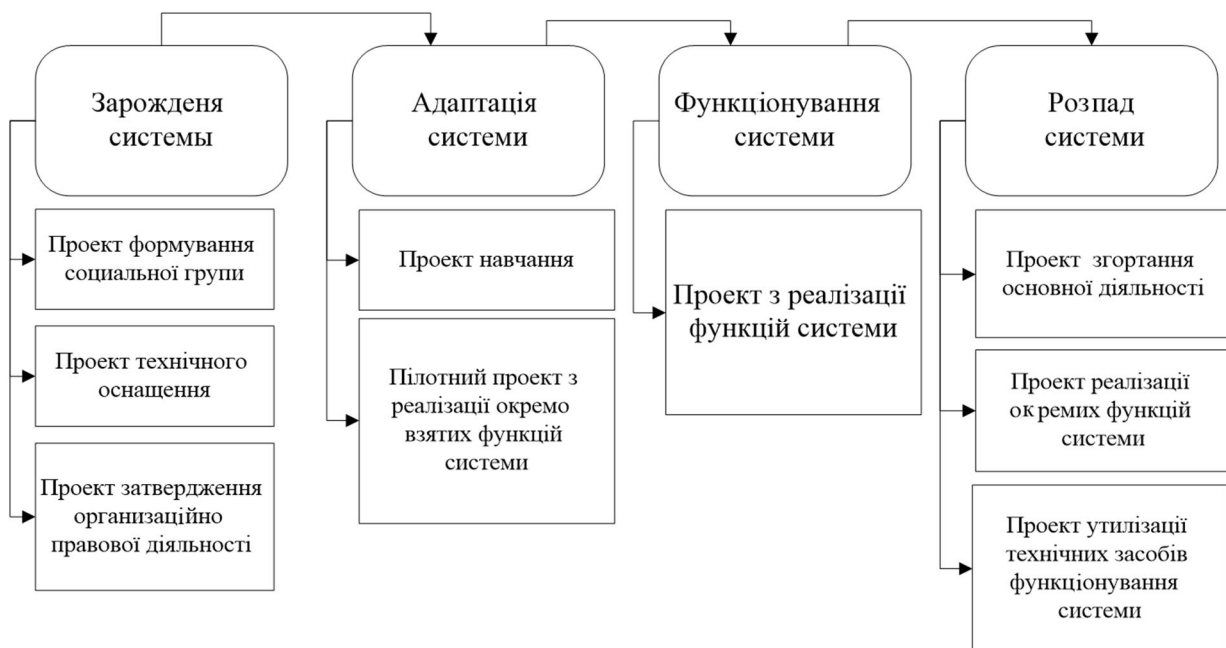 Зарожденя
системы
Адаптація
системи
Функціонування
системи
Розпад
системи
Проект формування
социальної групи
Проект технічного
оснащення
Проект затвердження
организаційно
правової діяльності
Проект навчання
Пілотний проект з
реалізації окремо
взятих функцій
системи
Проект з реалізації
функцій системи
Проект згортання
основної діяльності
Проект реалізації
окремих функцій
системи
Проект утилізації
технічних засобів
функціонування
системи